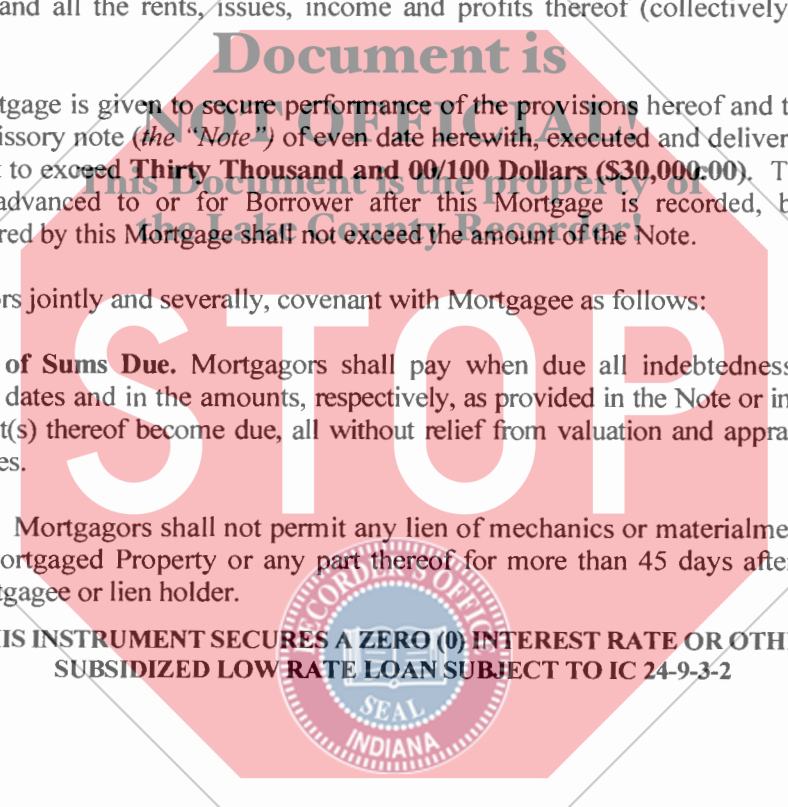 and all the rents, issues, income and profits thereof (collectively
Document is
tgage is given to secure performance of the provisions hereof and t
NOT OFFICIAL!
issory note (the "Note") of even date herewith, executed and deliver
t to exceed Thirty Thousand and 00/100 Dollars ($30,000.00). T
This Document is the property of
advanced to or for Borrower after this Mortgage is recorded, b
the Lake County Recorder!
red by this Mortgage shall not exceed the amount of the Note.
rs jointly and severally, covenant with Mortgagee as follows:
STOP
of Sums Due. Mortgagors shall pay when due all indebtedness
dates and in the amounts, respectively, as provided in the Note or in
t(s) thereof become due, all without relief from valuation and appra
es.
Mortgagors shall not permit any lien of mechanics or materialme
ortgaged Property or any part thereof for more than 45 days after
tgagee or lien holder.
RECORDER'S OFFICE
HIS INSTRUMENT SECURES A ZERO (0) INTEREST RATE OR OTH
SUBSIDIZED LOW RATE LOAN SUBJECT TO IC 24-9-3-2
SEAL
INDIANA